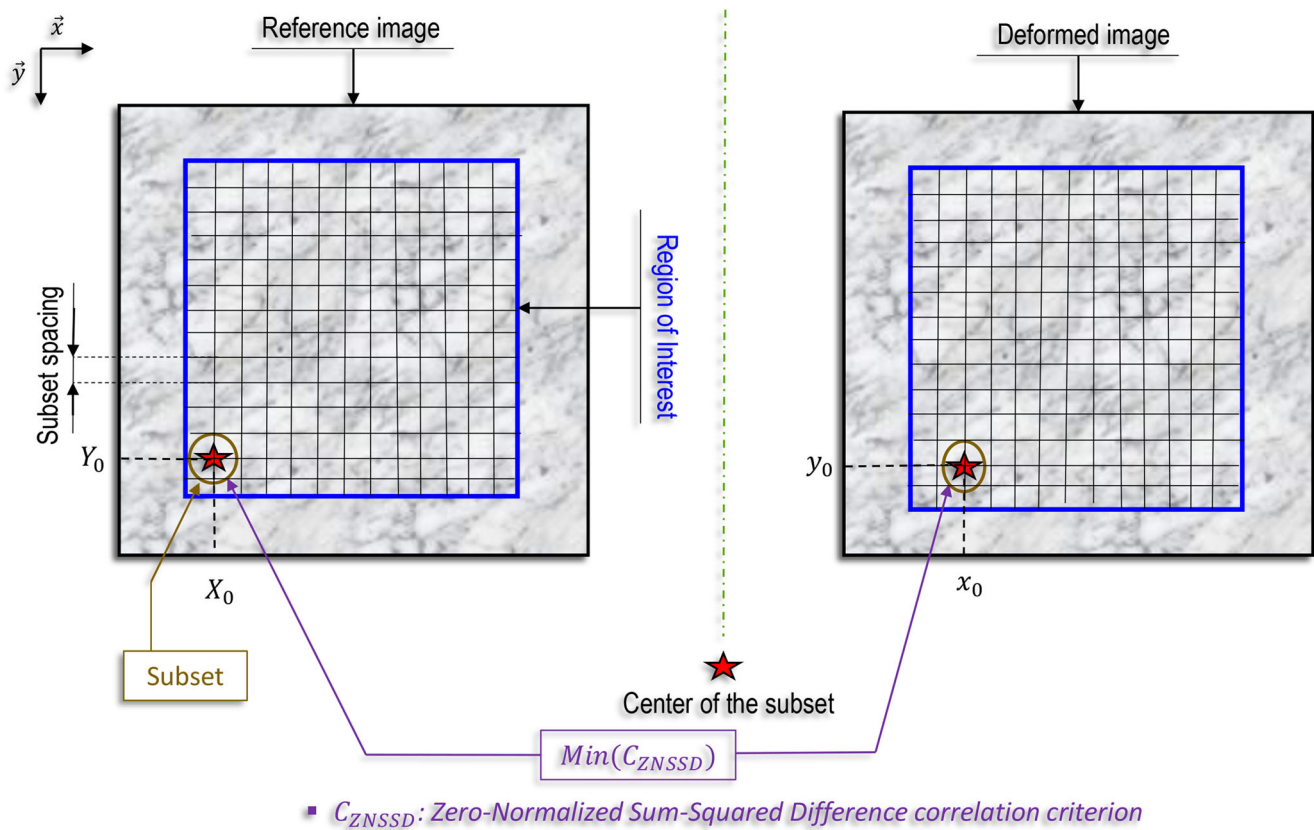 x⃗
y⃗
Reference image
Deformed image
Region of Interest
Subset spacing
Y₀
X₀
y₀
x₀
Subset
Center of the subset
Min(C_ZNSSD)
▪ C_ZNSSD: Zero-Normalized Sum-Squared Difference correlation criterion